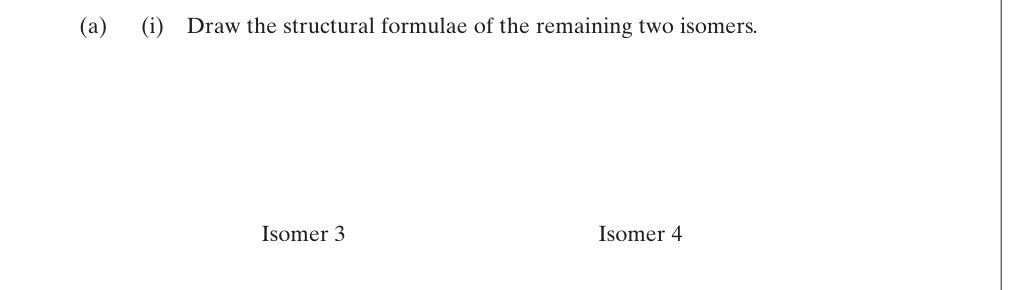 (a) (i) Draw the structural formulae of the remaining two isomers.
Isomer 3 Isomer 4